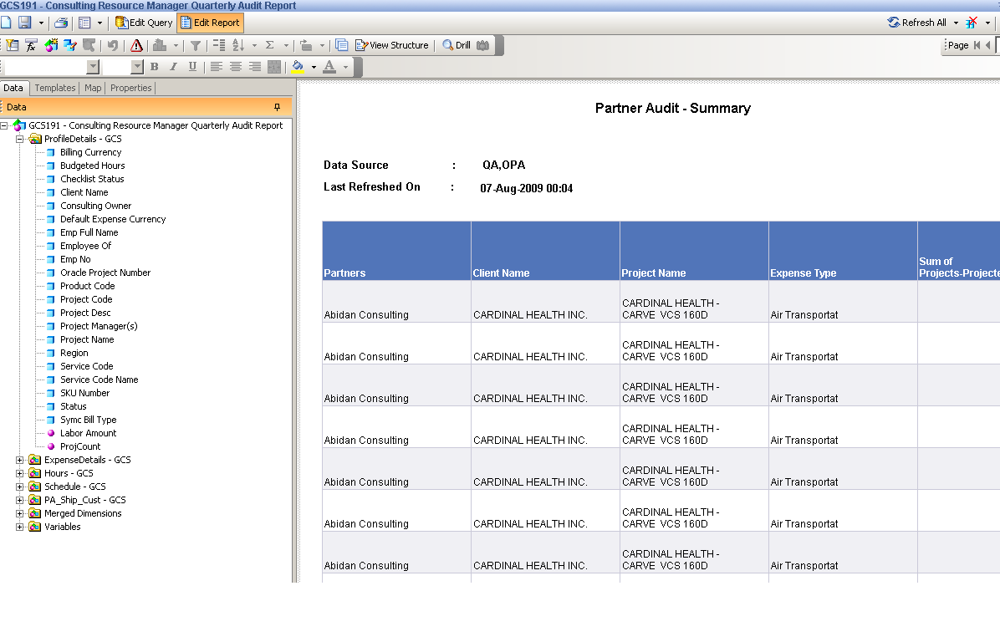 GCS191 - Consulting Resource Manager Quarterly Audit Report
Edit Query Edit Report Refresh All
View Structure Drill Page
B I U A
Data Templates Map Properties
Data
GCS191 - Consulting Resource Manager Quarterly Audit Report
ProfileDetails - GCS
Billing Currency
Budgeted Hours
Checklist Status
Client Name
Consulting Owner
Default Expense Currency
Emp Full Name
Employee Of
Emp No
Oracle Project Number
Product Code
Project Code
Project Desc
Project Manager(s)
Project Name
Region
Service Code
Service Code Name
SKU Number
Status
Symc Bill Type
Labor Amount
ProjCount
ExpenseDetails - GCS
Hours - GCS
Schedule - GCS
PA_Ship_Cust - GCS
Merged Dimensions
Variables
Partner Audit - Summary
Data Source : QA,OPA
Last Refreshed On : 07-Aug-2009 00:04
Sum of
Partners Client Name Project Name Expense Type Projects-Projecte
CARDINAL HEALTH -
Abidan Consulting CARDINAL HEALTH INC. CARVE VCS 160D Air Transportat
CARDINAL HEALTH -
Abidan Consulting CARDINAL HEALTH INC. CARVE VCS 160D Air Transportat
CARDINAL HEALTH -
Abidan Consulting CARDINAL HEALTH INC. CARVE VCS 160D Air Transportat
CARDINAL HEALTH -
Abidan Consulting CARDINAL HEALTH INC. CARVE VCS 160D Air Transportat
CARDINAL HEALTH -
Abidan Consulting CARDINAL HEALTH INC. CARVE VCS 160D Air Transportat
CARDINAL HEALTH -
Abidan Consulting CARDINAL HEALTH INC. CARVE VCS 160D Air Transportat
CARDINAL HEALTH -
Abidan Consulting CARDINAL HEALTH INC. CARVE VCS 160D Air Transportat